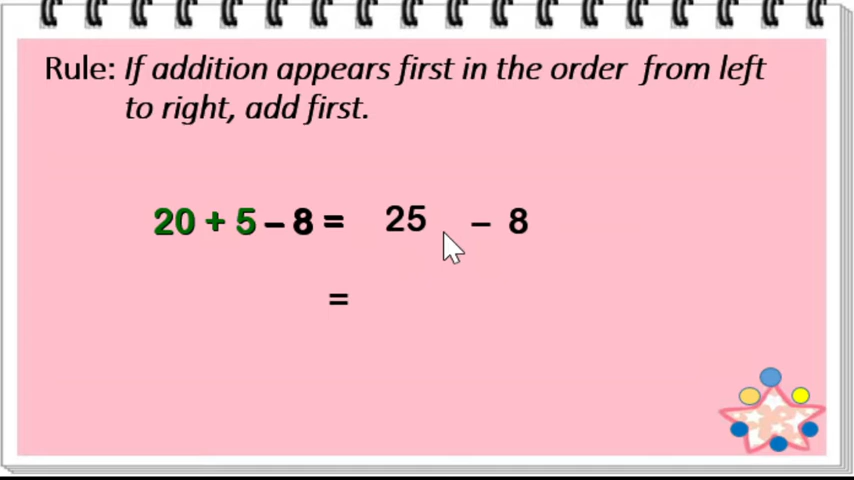 Rule: If addition appears first in the order from left
to right, add first.
20 + 5 – 8 = 25 – 8
=